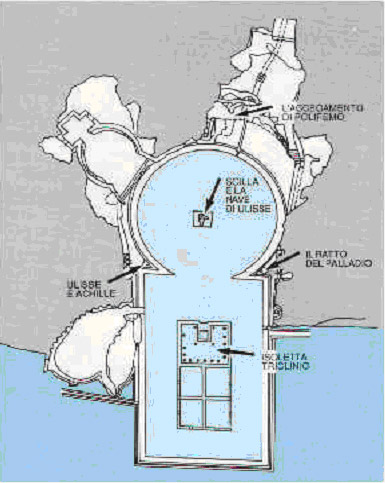 L'ACCECAMENTO
DI POLIFEMO
SCILLA
E LA
NAVE
DI ULISSE
IL RATTO
DEL PALLADIO
ULISSE
E ACHILLE
ISOLETTA
TRICLINIO